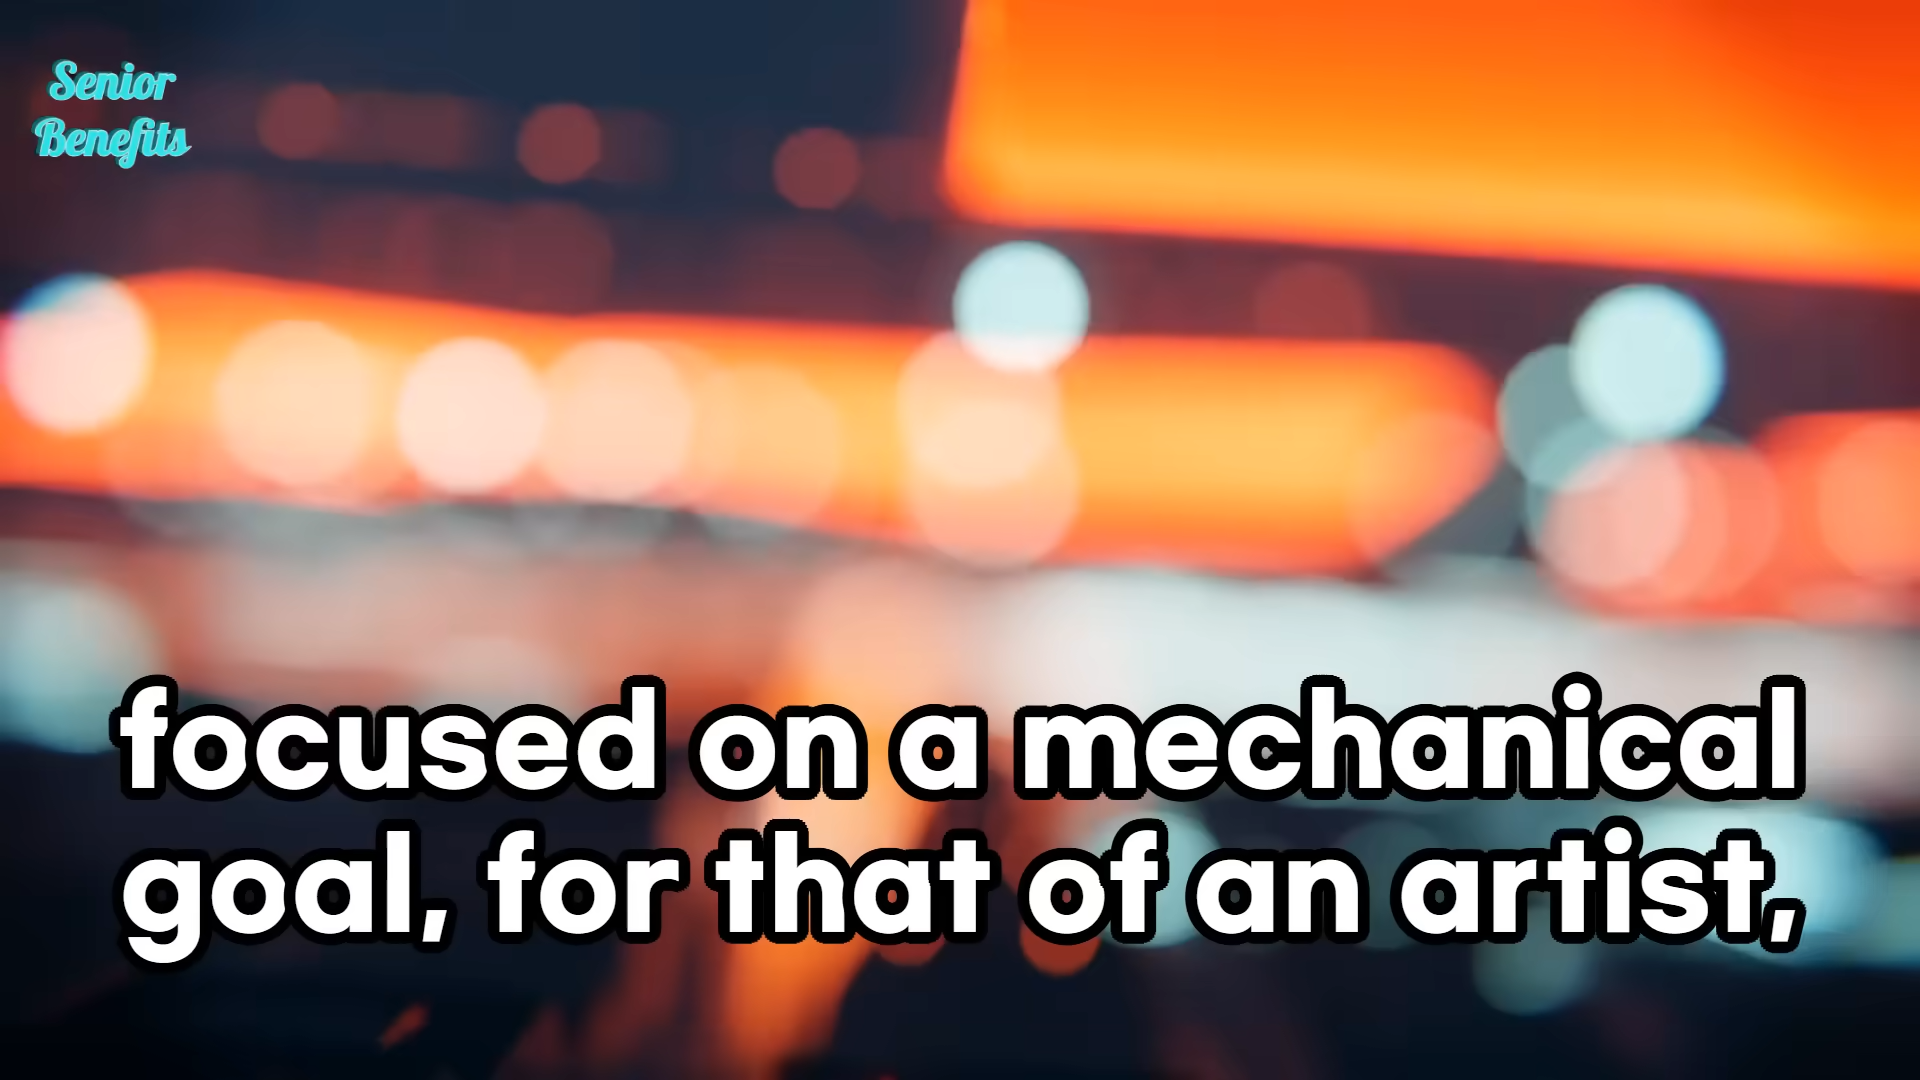 Senior
Benefits
focused on a mechanical
goal, for that of an artist,